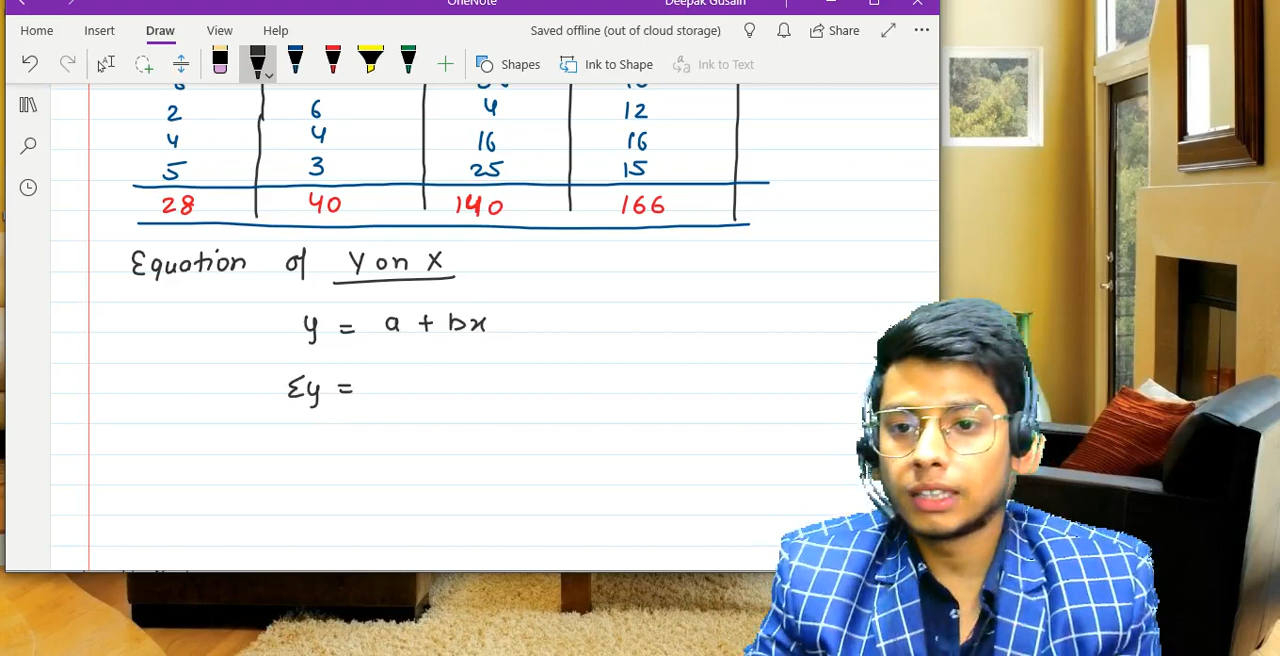 OneNote
Deepak Gusain
Home Insert Draw View Help Saved offline (out of cloud storage) Share
Shapes Ink to Shape Ink to Text
2 6 4 12
4 4 16 16
5 3 25 15
28 40 140 166
Equation of Y on X
y = a + bx
Σy =